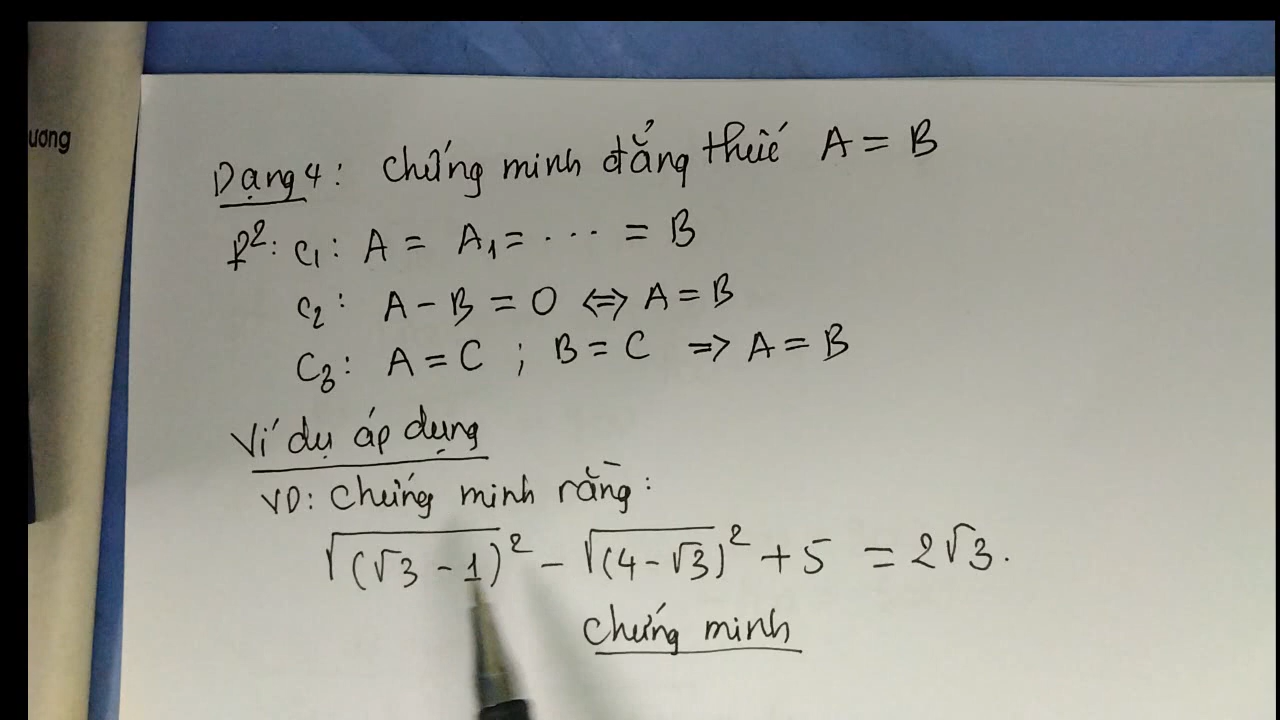 ương
Dạng 4: Chứng minh đẳng thức A = B
P²: C₁: A = A₁ = ... = B
C₂: A - B = 0 ⇔ A = B
C₃: A = C ; B = C ⇒ A = B
Ví dụ áp dụng
VD: Chứng minh rằng:
√(√3 - 1)² - √(4 - √3)² + 5 = 2√3.
Chứng minh